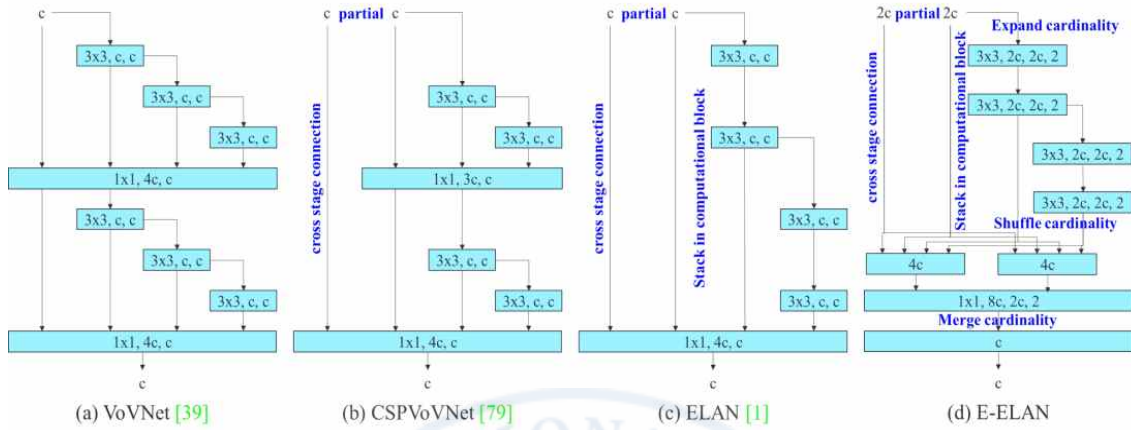 c
3x3, c, c
3x3, c, c
3x3, c, c
1x1, 4c, c
3x3, c, c
3x3, c, c
3x3, c, c
1x1, 4c, c
c
(a) VoVNet [39]
c partial c
cross stage connection
3x3, c, c
3x3, c, c
1x1, 3c, c
3x3, c, c
3x3, c, c
1x1, 4c, c
c
(b) CSPVoVNet [79]
c partial c
cross stage connection
Stack in computational block
3x3, c, c
3x3, c, c
3x3, c, c
3x3, c, c
1x1, 4c, c
c
(c) ELAN [1]
2c partial 2c
Expand cardinality
cross stage connection
Stack in computational block
3x3, 2c, 2c, 2
3x3, 2c, 2c, 2
3x3, 2c, 2c, 2
3x3, 2c, 2c, 2
Shuffle cardinality
4c 4c
1x1, 8c, 2c, 2
Merge cardinality
c
c
(d) E-ELAN